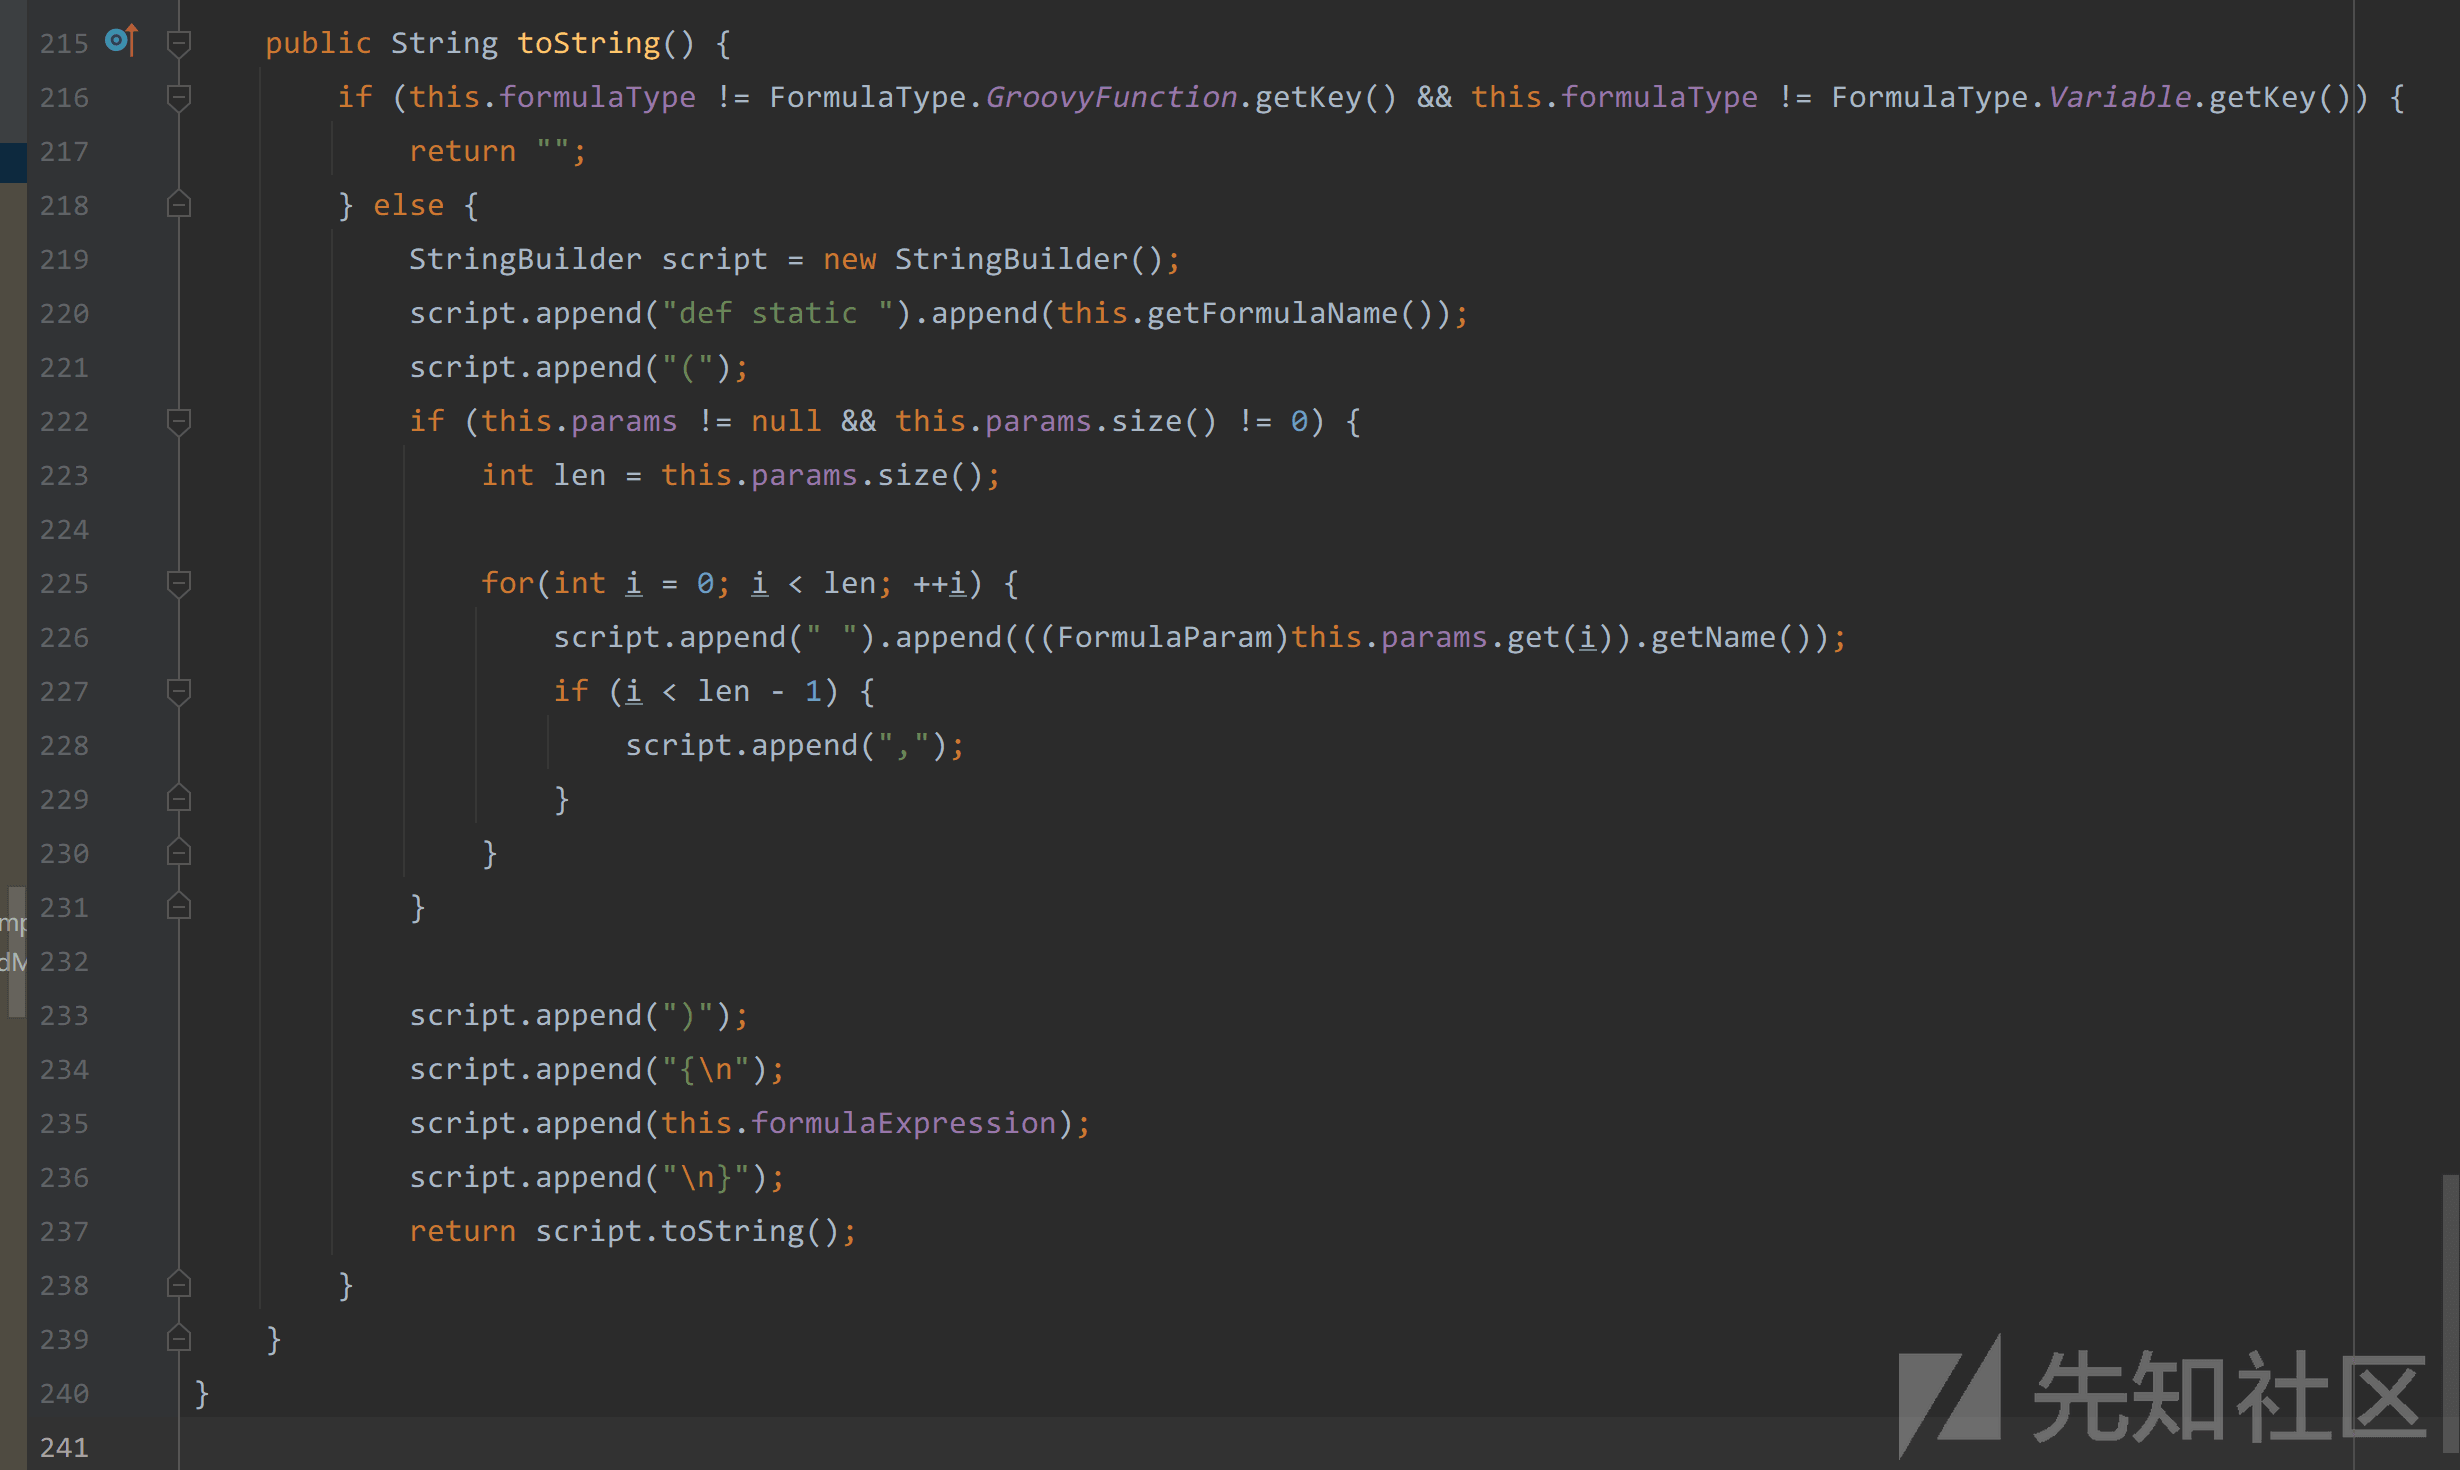 215 public String toString() {
216 if (this.formulaType != FormulaType.GroovyFunction.getKey() && this.formulaType != FormulaType.Variable.getKey()) {
217 return "";
218 } else {
219 StringBuilder script = new StringBuilder();
220 script.append("def static ").append(this.getFormulaName());
221 script.append("(");
222 if (this.params != null && this.params.size() != 0) {
223 int len = this.params.size();
224
225 for(int i = 0; i < len; ++i) {
226 script.append(" ").append(((FormulaParam)this.params.get(i)).getName());
227 if (i < len - 1) {
228 script.append(",");
229 }
230 }
231 }
232
233 script.append(")");
234 script.append("{\n");
235 script.append(this.formulaExpression);
236 script.append("\n}");
237 return script.toString();
238 }
239 }
240 }
241
先知社区